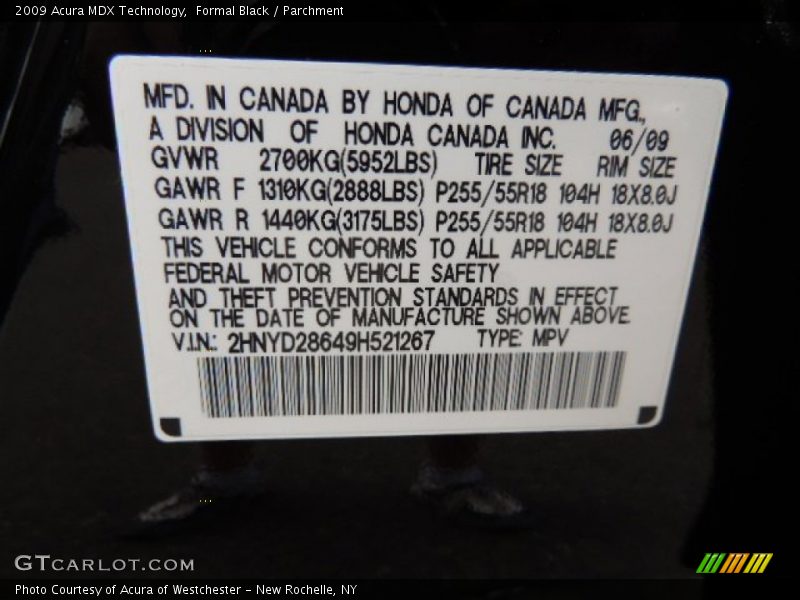 2009 Acura MDX Technology, Formal Black / Parchment
MFD. IN CANADA BY HONDA OF CANADA MFG.,
A DIVISION OF HONDA CANADA INC. 06/09
GVWR 2700KG(5952LBS) TIRE SIZE RIM SIZE
GAWR F 1310KG(2888LBS) P255/55R18 104H 18X8.0J
GAWR R 1440KG(3175LBS) P255/55R18 104H 18X8.0J
THIS VEHICLE CONFORMS TO ALL APPLICABLE
FEDERAL MOTOR VEHICLE SAFETY
AND THEFT PREVENTION STANDARDS IN EFFECT
ON THE DATE OF MANUFACTURE SHOWN ABOVE.
V.I.N.: 2HNYD28649H521267 TYPE: MPV
GTCARLOT.COM
Photo Courtesy of Acura of Westchester - New Rochelle, NY